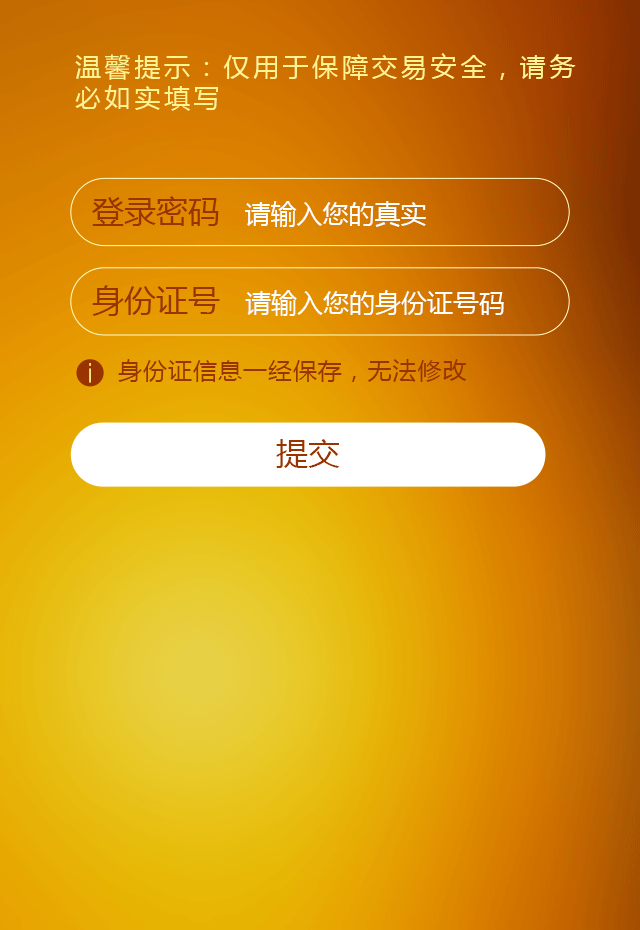 温馨提示：仅用于保障交易安全，请务
必如实填写
登录密码 请输入您的真实
身份证号 请输入您的身份证号码
身份证信息一经保存，无法修改
提交